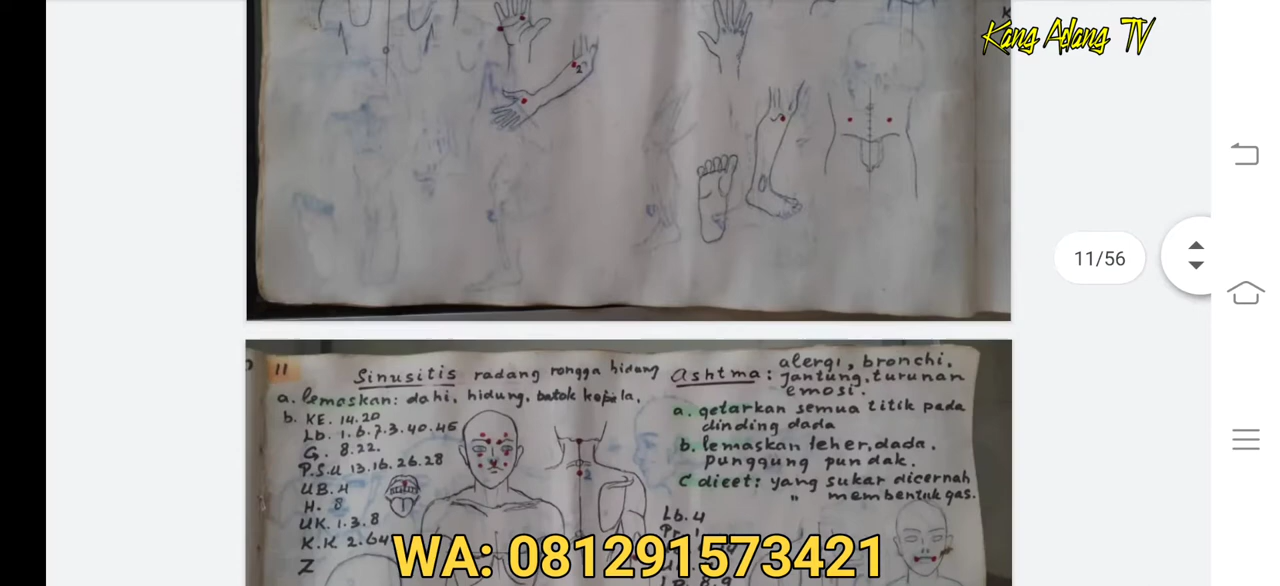 Kang Adang TV
2
11/56
11
Sinusitis radang rongga hidang
a. lemaskan: dahi, hidung, batok kepala,
b. KE. 14.20
Lb. 1.6.7.3.40.45
G. 8.22.
P.S.U 13.16.26.28
UB. 4
H. 8
UK. 1.3.8
K.K 2.64
Z
2
ashtma: alergi, bronchi,
jantung, turunan
emosi.
a. getarkan semua titik pada
dinding dada
b. lemaskan leher, dada.
punggung pundak.
C dieet: yang sukar dicernah
" membentuk gas.
Lb. 4
WA: 081291573421